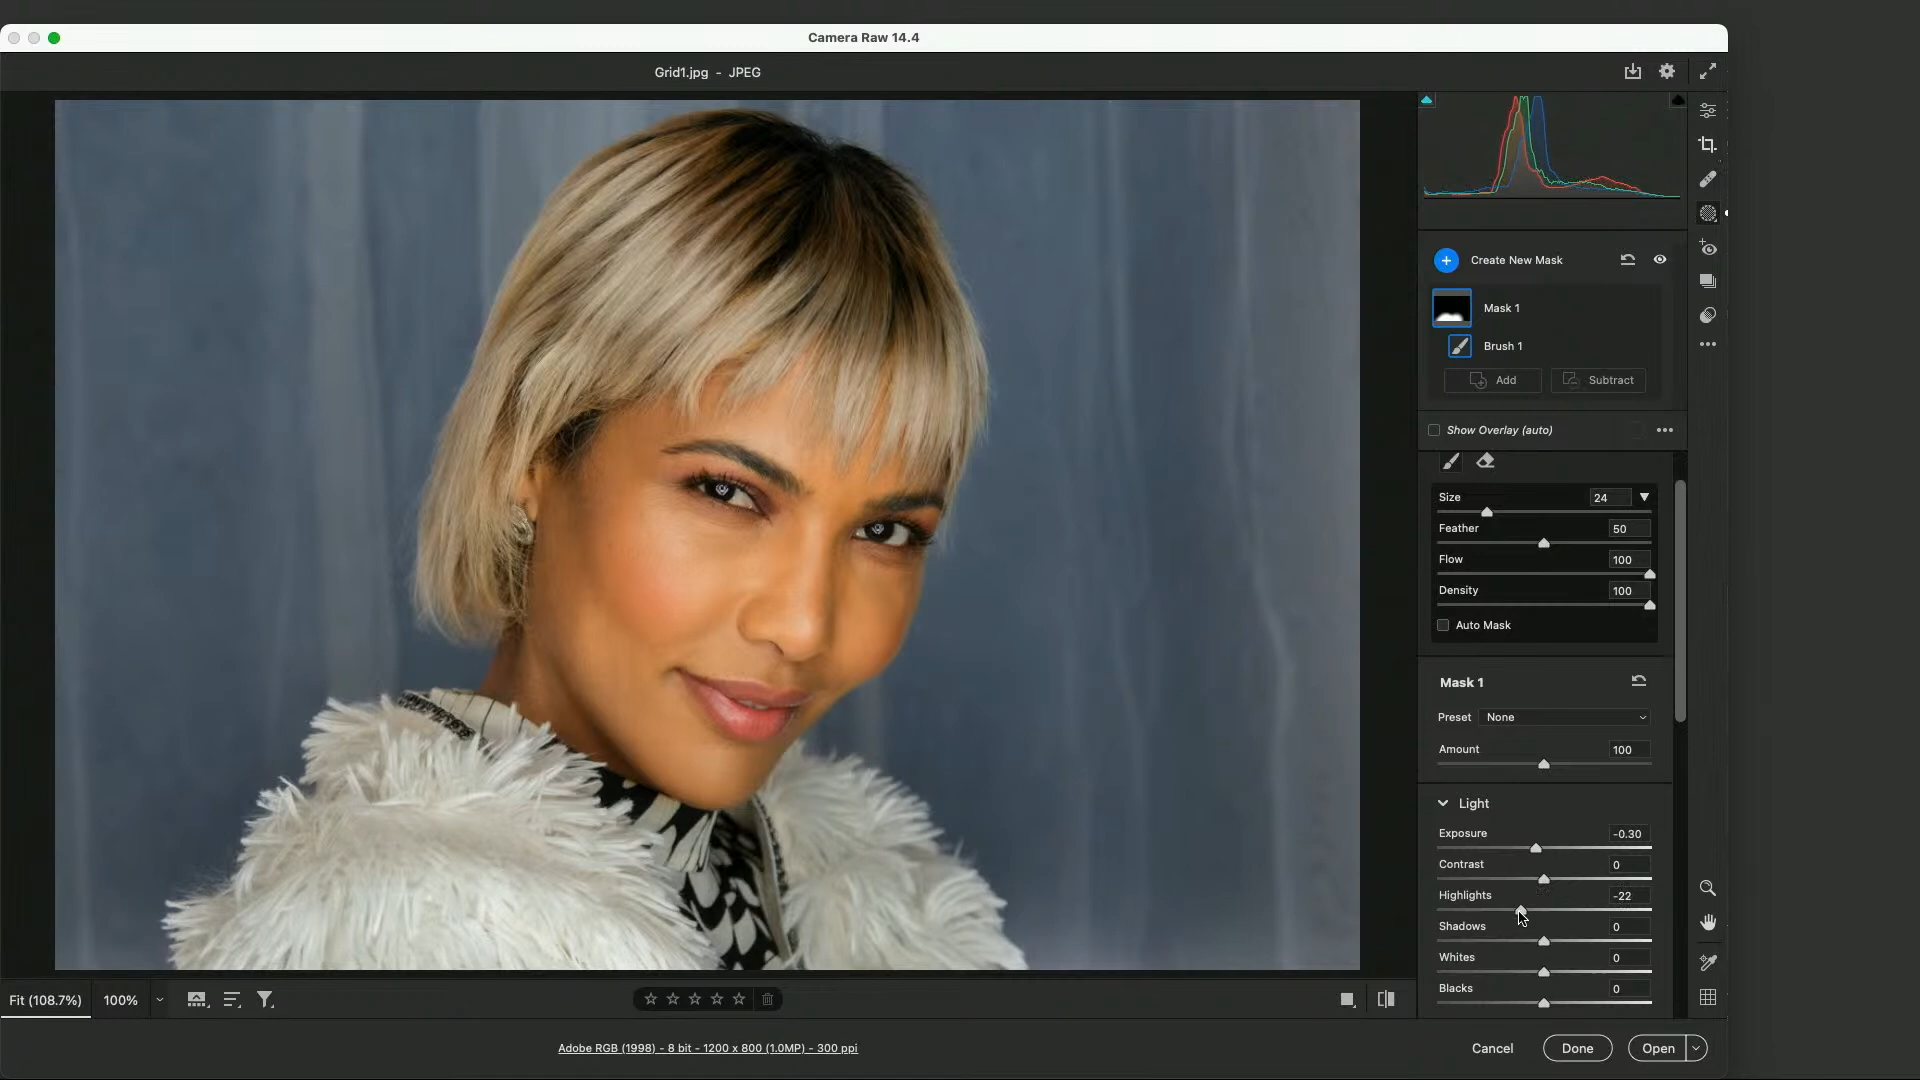 Camera Raw 14.4
Grid1.jpg - JPEG
Create New Mask
Mask 1
Brush 1
Add Subtract
Show Overlay (auto)
Size 24
Feather 50
Flow 100
Density 100
Auto Mask
Mask 1
Preset None
Amount 100
Light
Exposure -0.30
Contrast 0
Highlights -22
Shadows 0
Whites 0
Blacks 0
Fit (108.7%) 100%
Adobe RGB (1998) - 8 bit - 1200 x 800 (1.0MP) - 300 ppi
Cancel Done Open